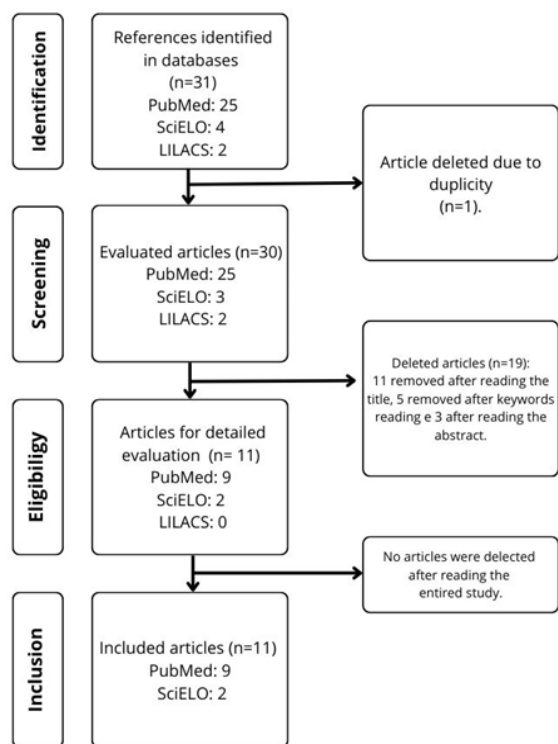 Identification
References identified
in databases
(n=31)
PubMed: 25
SciELO: 4
LILACS: 2
Article deleted due to
duplicity
(n=1).
Screening
Evaluated articles (n=30)
PubMed: 25
SciELO: 3
LILACS: 2
Deleted articles (n=19):
11 removed after reading the
title, 5 removed after keywords
reading e 3 after reading the
abstract.
Eligibiligy
Articles for detailed
evaluation (n= 11)
PubMed: 9
SciELO: 2
LILACS: 0
No articles were delected
after reading the
entired study.
Inclusion
Included articles (n=11)
PubMed: 9
SciELO: 2